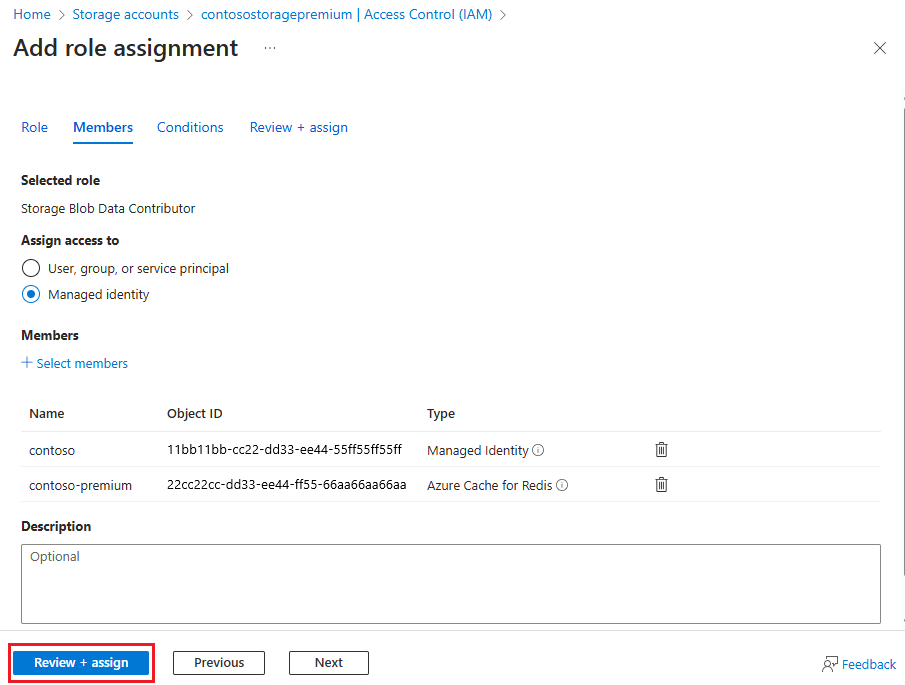 Home > Storage accounts > contosostoragepremium | Access Control (IAM) >
Add role assignment ...
Role Members Conditions Review + assign
Selected role
Storage Blob Data Contributor
Assign access to
User, group, or service principal
Managed identity
Members
+ Select members
Name Object ID Type
contoso 11bb11bb-cc22-dd33-ee44-55ff55ff55ff Managed Identity
contoso-premium 22cc22cc-dd33-ee44-ff55-66aa66aa66aa Azure Cache for Redis
Description
Optional
Review + assign Previous Next Feedback